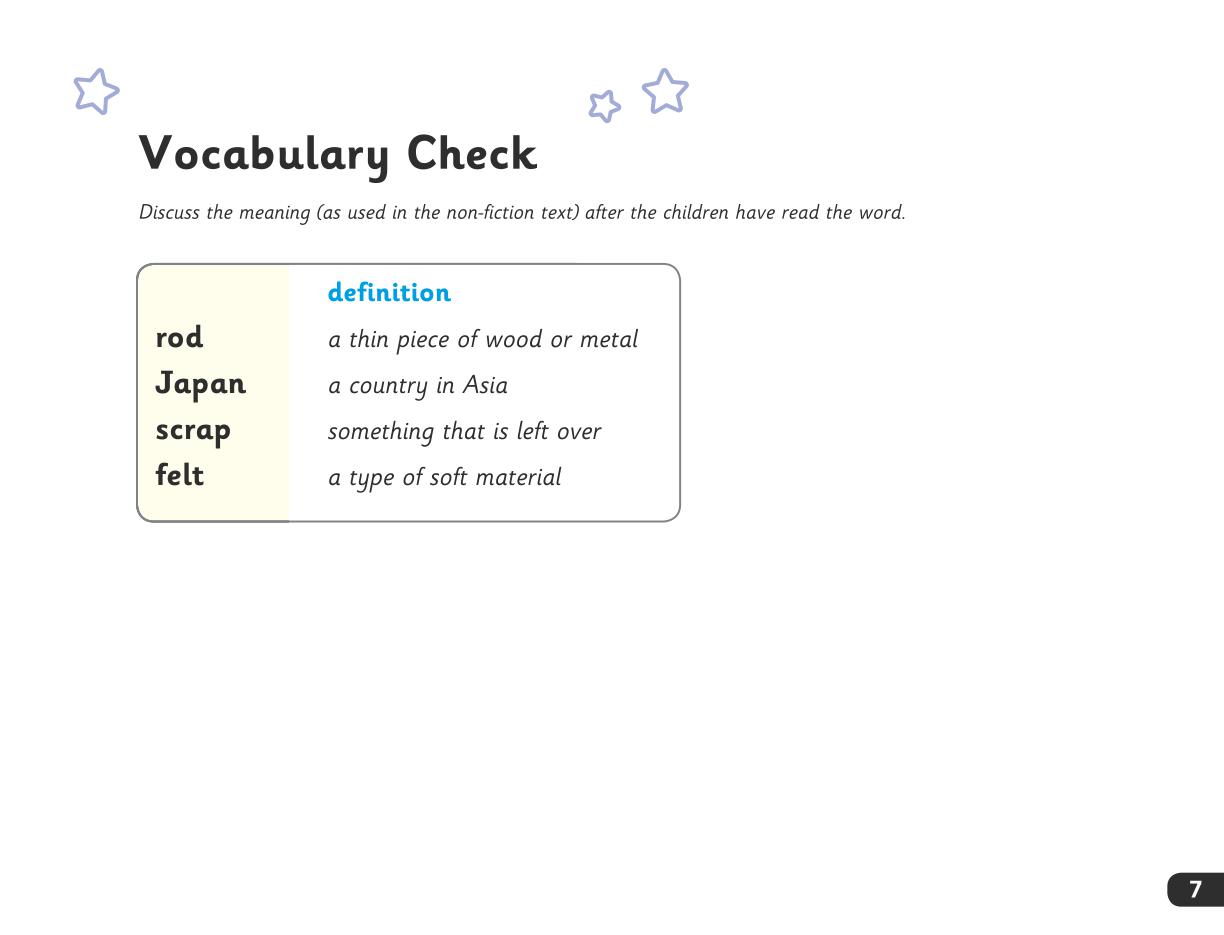 Vocabulary Check
Discuss the meaning (as used in the non-fiction text) after the children have read the word.
definition
rod a thin piece of wood or metal
Japan a country in Asia
scrap something that is left over
felt a type of soft material
7